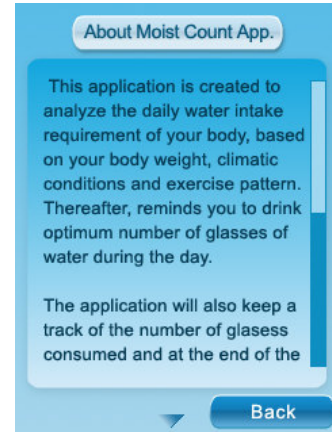 About Moist Count App.
This application is created to
analyze the daily water intake
requirement of your body, based
on your body weight, climatic
conditions and exercise pattern.
Thereafter, reminds you to drink
optimum number of glasses of
water during the day.
The application will also keep a
track of the number of glasess
consumed and at the end of the
Back